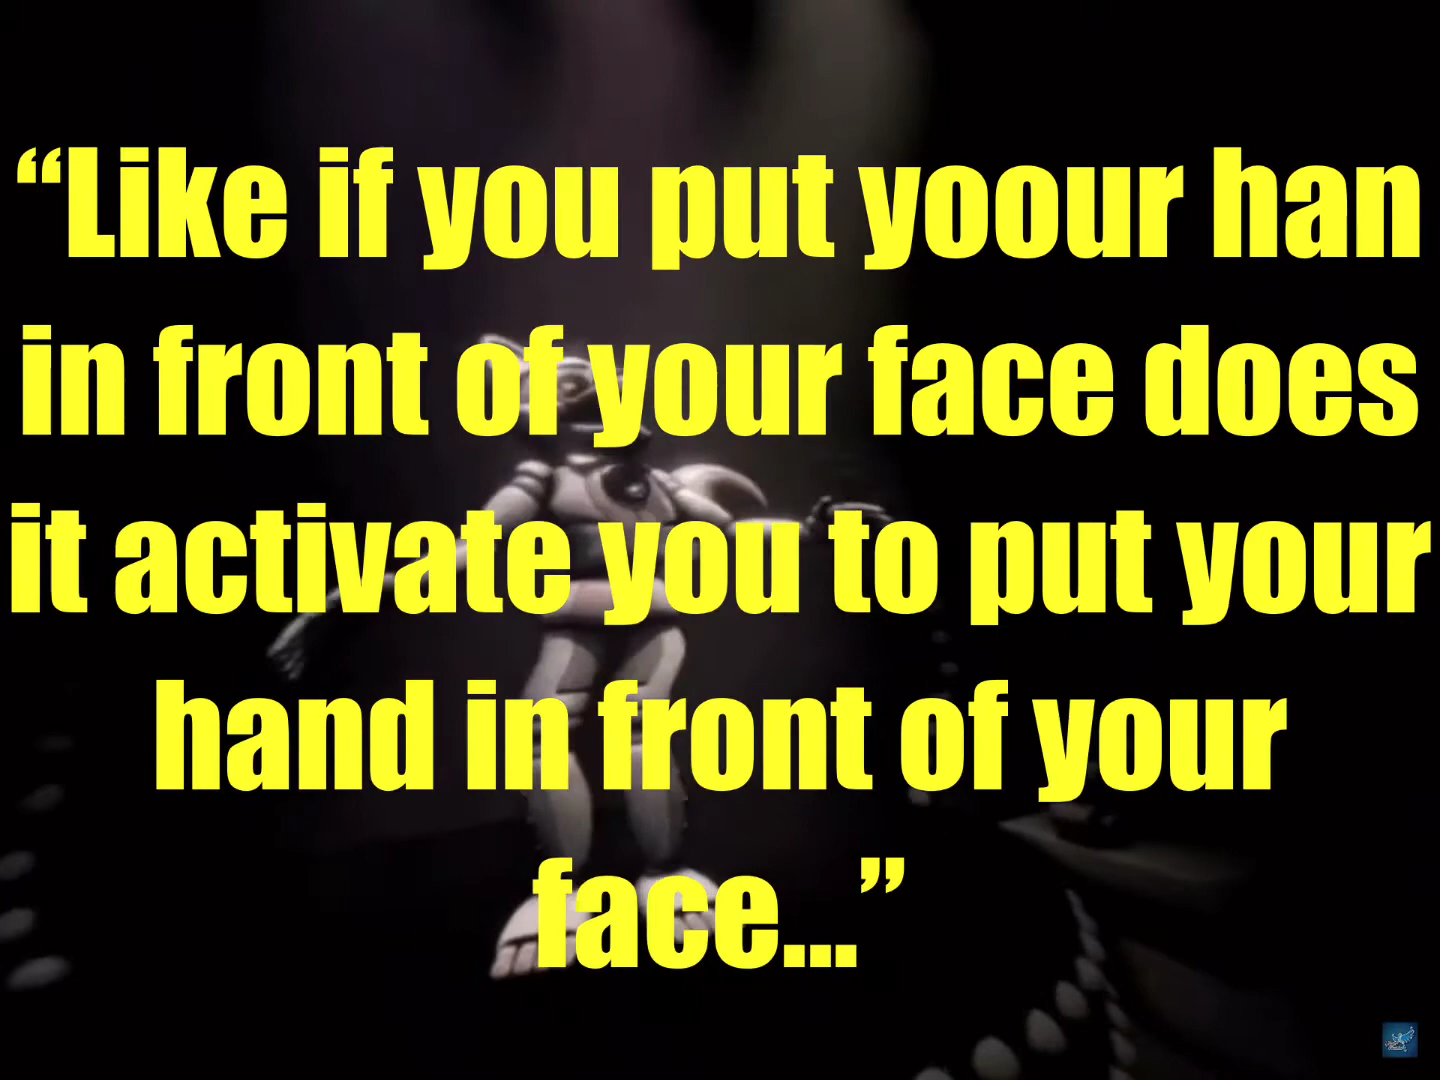 “Like if you put yoour han
in front of your face does
it activate you to put your
hand in front of your
face...”